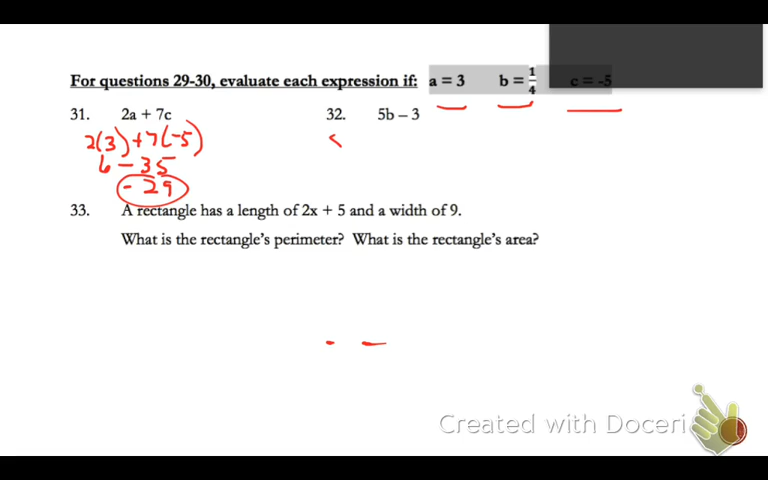 For questions 29-30, evaluate each expression if: a = 3 b = 1/4 c = -5
31. 2a + 7c 32. 5b – 3
2(3) + 7(-5)
6 - 35
- 29
33. A rectangle has a length of 2x + 5 and a width of 9.
What is the rectangle's perimeter? What is the rectangle's area?
Created with Doceri